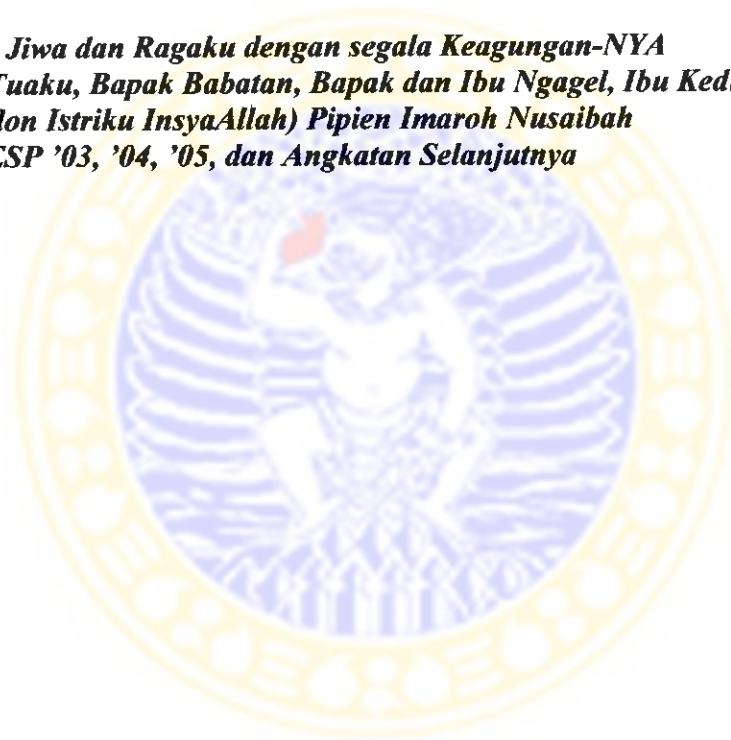 Jiwa dan Ragaku dengan segala Keagungan-NYA
Tuaku, Bapak Babatan, Bapak dan Ibu Ngagel, Ibu Ked
lon Istriku InsyaAllah) Pipien Imaroh Nusaibah
CSP '03, '04, '05, dan Angkatan Selanjutnya